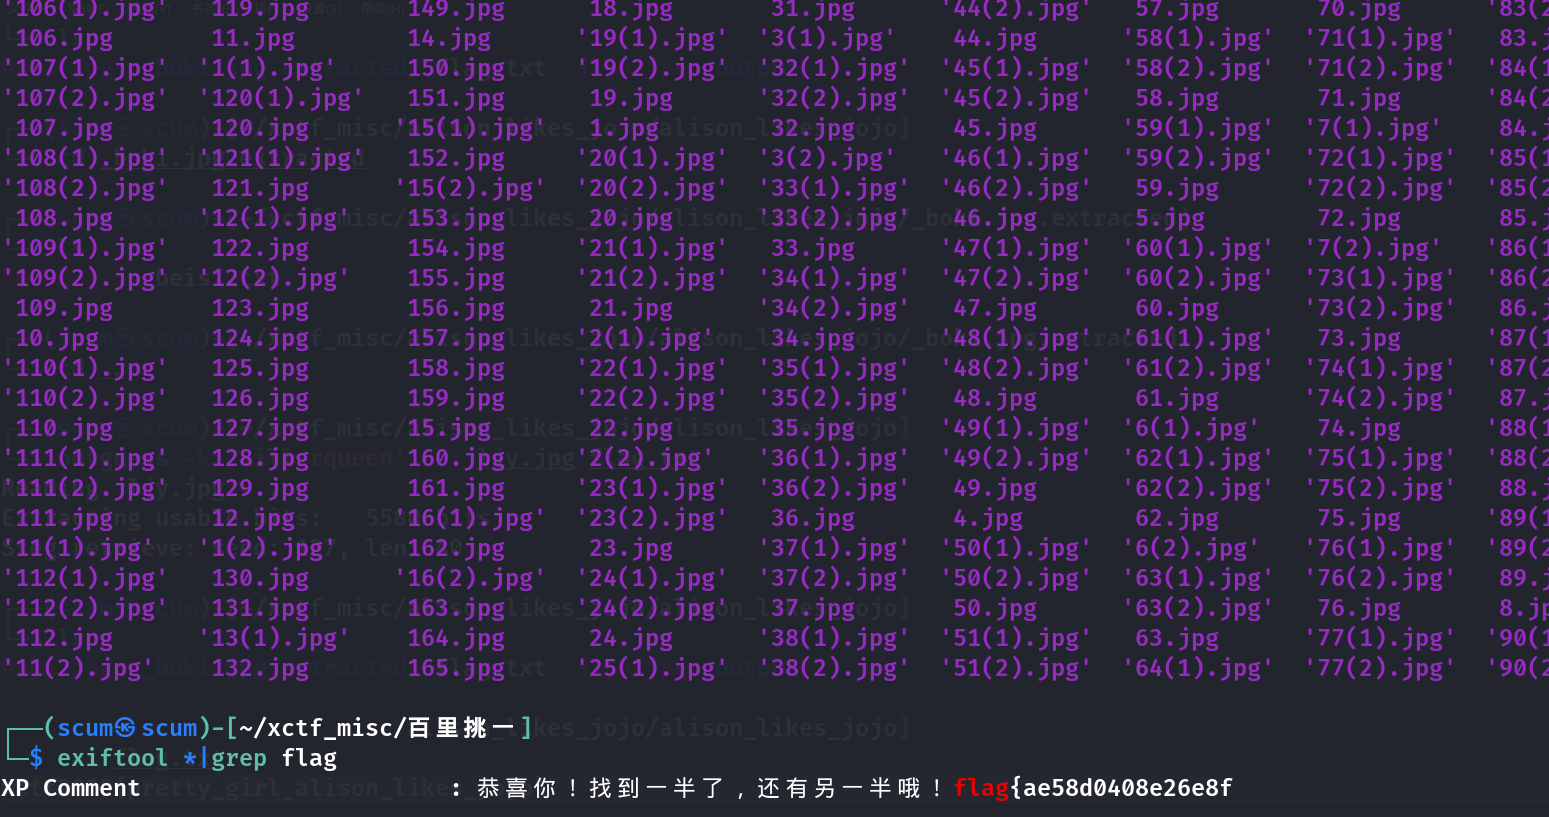 '106(1).jpg' 119.jpg 149.jpg 18.jpg 31.jpg '44(2).jpg' 57.jpg 70.jpg '83(2
106.jpg 11.jpg 14.jpg '19(1).jpg' '3(1).jpg' 44.jpg '58(1).jpg' '71(1).jpg' 83.j
'107(1).jpg' '1(1).jpg' 150.jpg '19(2).jpg' '32(1).jpg' '45(1).jpg' '58(2).jpg' '71(2).jpg' '84(1
'107(2).jpg' '120(1).jpg' 151.jpg 19.jpg '32(2).jpg' '45(2).jpg' 58.jpg 71.jpg '84(2
107.jpg 120.jpg '15(1).jpg' 1.jpg 32.jpg 45.jpg '59(1).jpg' '7(1).jpg' 84.j
'108(1).jpg' '121(1).jpg' 152.jpg '20(1).jpg' '3(2).jpg' '46(1).jpg' '59(2).jpg' '72(1).jpg' '85(1
'108(2).jpg' 121.jpg '15(2).jpg' '20(2).jpg' '33(1).jpg' '46(2).jpg' 59.jpg '72(2).jpg' '85(2
108.jpg '12(1).jpg' 153.jpg 20.jpg '33(2).jpg' 46.jpg 5.jpg 72.jpg 85.j
'109(1).jpg' 122.jpg 154.jpg '21(1).jpg' 33.jpg '47(1).jpg' '60(1).jpg' '7(2).jpg' '86(1
'109(2).jpg' '12(2).jpg' 155.jpg '21(2).jpg' '34(1).jpg' '47(2).jpg' '60(2).jpg' '73(1).jpg' '86(2
109.jpg 123.jpg 156.jpg 21.jpg '34(2).jpg' 47.jpg 60.jpg '73(2).jpg' 86.j
10.jpg 124.jpg 157.jpg '2(1).jpg' 34.jpg '48(1).jpg' '61(1).jpg' 73.jpg '87(1
'110(1).jpg' 125.jpg 158.jpg '22(1).jpg' '35(1).jpg' '48(2).jpg' '61(2).jpg' '74(1).jpg' '87(2
'110(2).jpg' 126.jpg 159.jpg '22(2).jpg' '35(2).jpg' 48.jpg 61.jpg '74(2).jpg' 87.j
110.jpg 127.jpg 15.jpg 22.jpg 35.jpg '49(1).jpg' '6(1).jpg' 74.jpg '88(1
'111(1).jpg' 128.jpg 160.jpg '2(2).jpg' '36(1).jpg' '49(2).jpg' '62(1).jpg' '75(1).jpg' '88(2
'111(2).jpg' 129.jpg 161.jpg '23(1).jpg' '36(2).jpg' 49.jpg '62(2).jpg' '75(2).jpg' 88.j
111.jpg 12.jpg '16(1).jpg' '23(2).jpg' 36.jpg 4.jpg 62.jpg 75.jpg '89(1
'11(1).jpg' '1(2).jpg' 162.jpg 23.jpg '37(1).jpg' '50(1).jpg' '6(2).jpg' '76(1).jpg' '89(2
'112(1).jpg' 130.jpg '16(2).jpg' '24(1).jpg' '37(2).jpg' '50(2).jpg' '63(1).jpg' '76(2).jpg' 89.j
'112(2).jpg' 131.jpg 163.jpg '24(2).jpg' 37.jpg 50.jpg '63(2).jpg' 76.jpg 8.jp
112.jpg '13(1).jpg' 164.jpg 24.jpg '38(1).jpg' '51(1).jpg' 63.jpg '77(1).jpg' '90(1
'11(2).jpg' 132.jpg 165.jpg '25(1).jpg' '38(2).jpg' '51(2).jpg' '64(1).jpg' '77(2).jpg' '90(2
┌──(scum㉿scum)-[~/xctf_misc/百里挑一]
└─$ exiftool *|grep flag
XP Comment : 恭喜你！找到一半了，还有另一半哦！flag{ae58d0408e26e8f